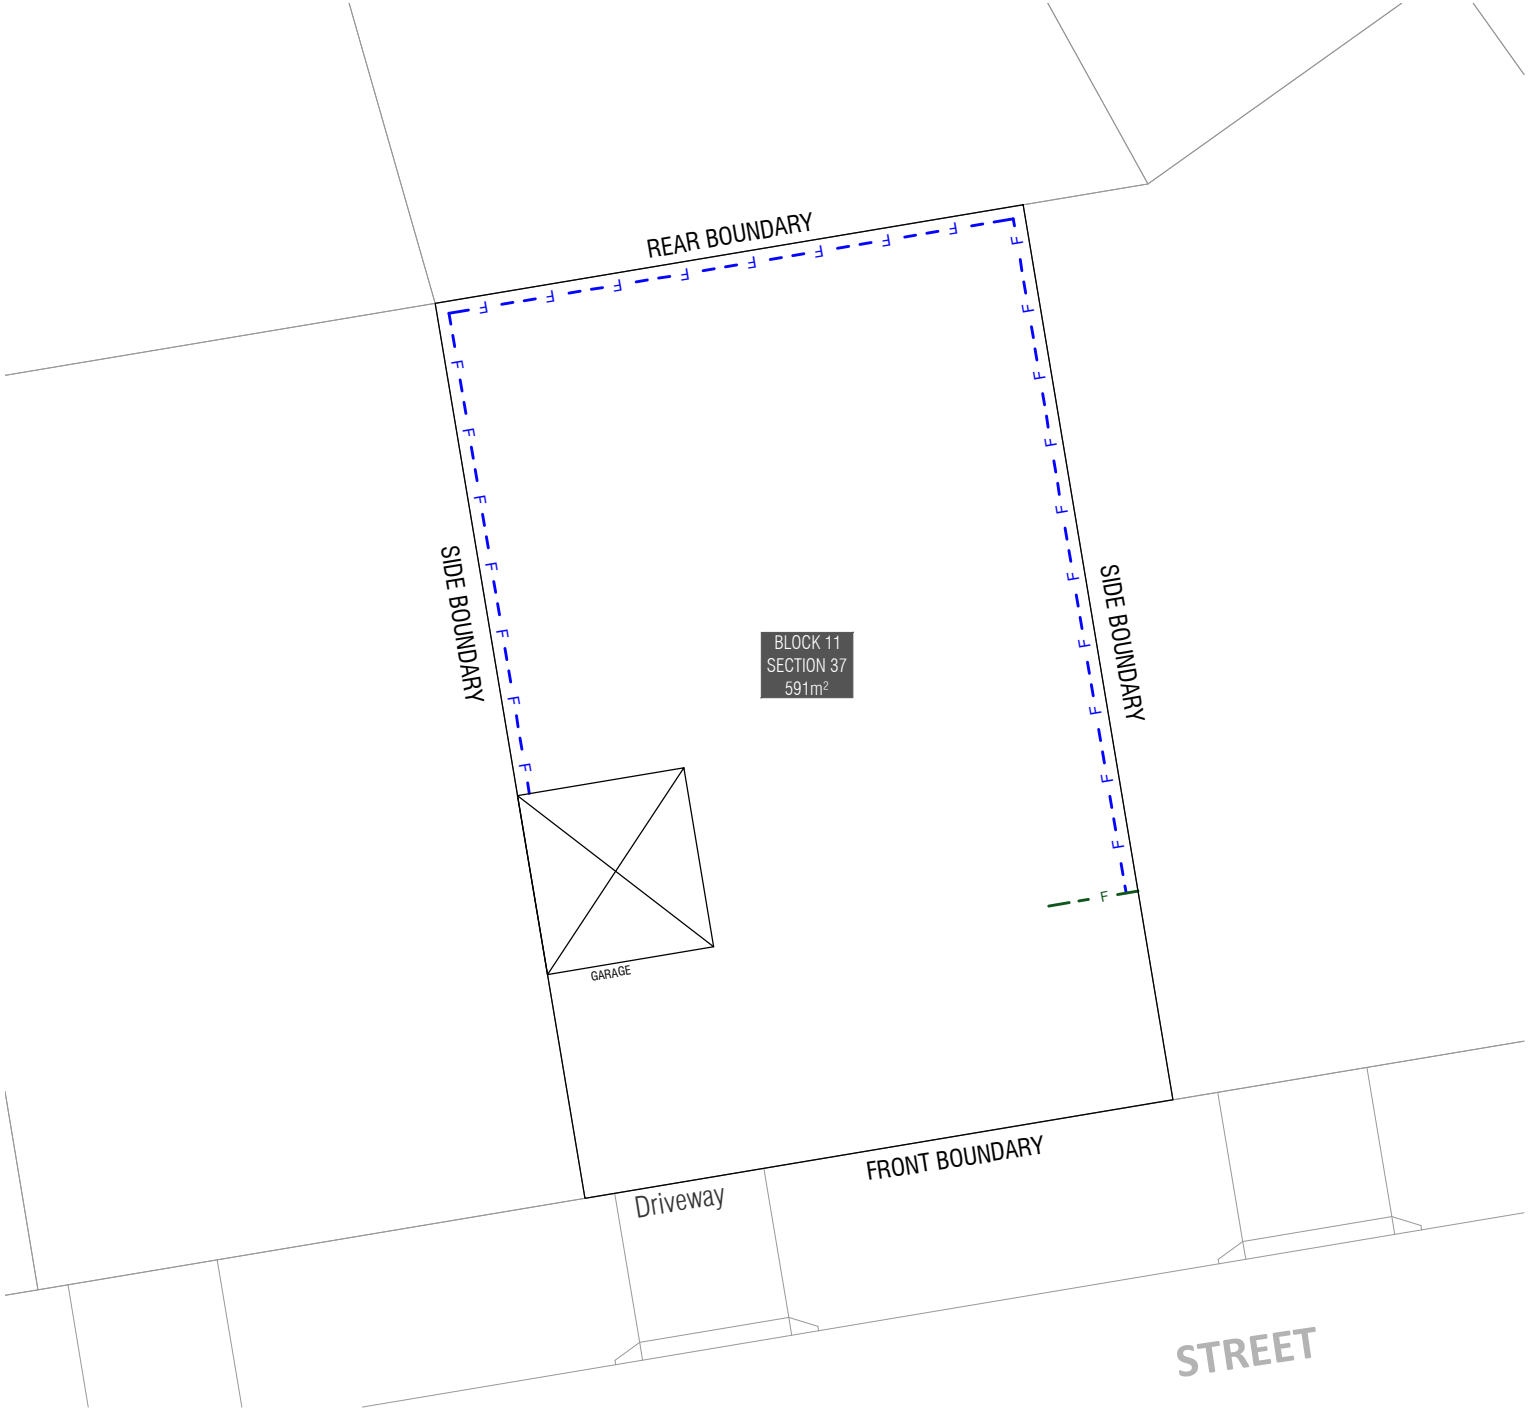 REAR BOUNDARY
F F F F F F F F
F F F F F F F
F F F F F F F F F F
SIDE BOUNDARY
SIDE BOUNDARY
BLOCK 11
SECTION 37
591m²
F
GARAGE
FRONT BOUNDARY
Driveway
STREET